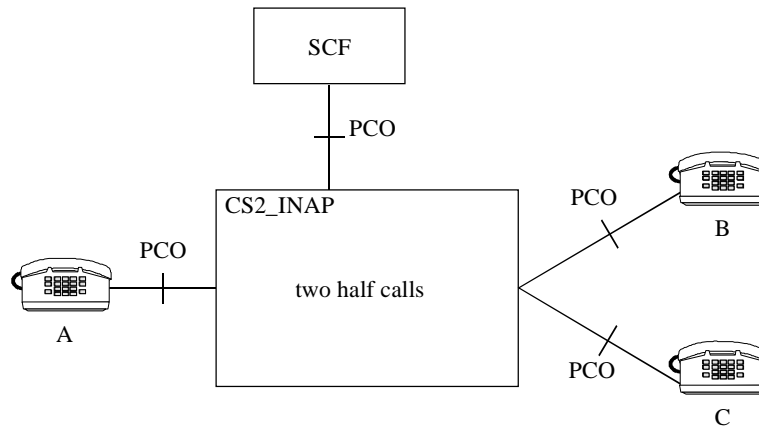 SCF
PCO
CS2_INAP
PCO
B
PCO
two half calls
A
PCO
C